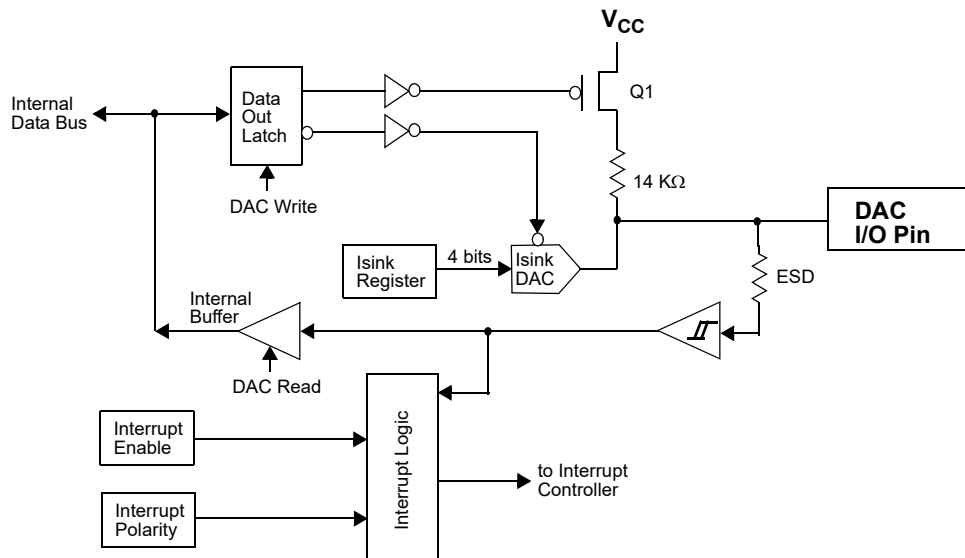 V_CC
Q1
Internal
Data Bus
Data
Out
Latch
14 KΩ
DAC Write
DAC
I/O Pin
Isink
Register
4 bits
Isink
DAC
ESD
Internal
Buffer
DAC Read
Interrupt
Enable
Interrupt Logic
to Interrupt
Controller
Interrupt
Polarity